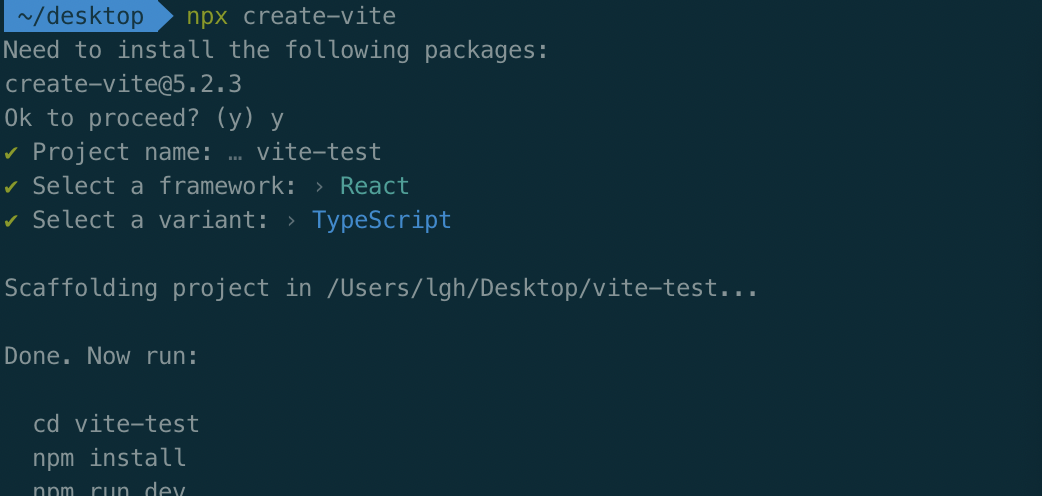 ~/desktop npx create-vite
Need to install the following packages:
create-vite@5.2.3
Ok to proceed? (y) y
✔ Project name: … vite-test
✔ Select a framework: › React
✔ Select a variant: › TypeScript
Scaffolding project in /Users/lgh/Desktop/vite-test...
Done. Now run:
cd vite-test
npm install
npm run dev